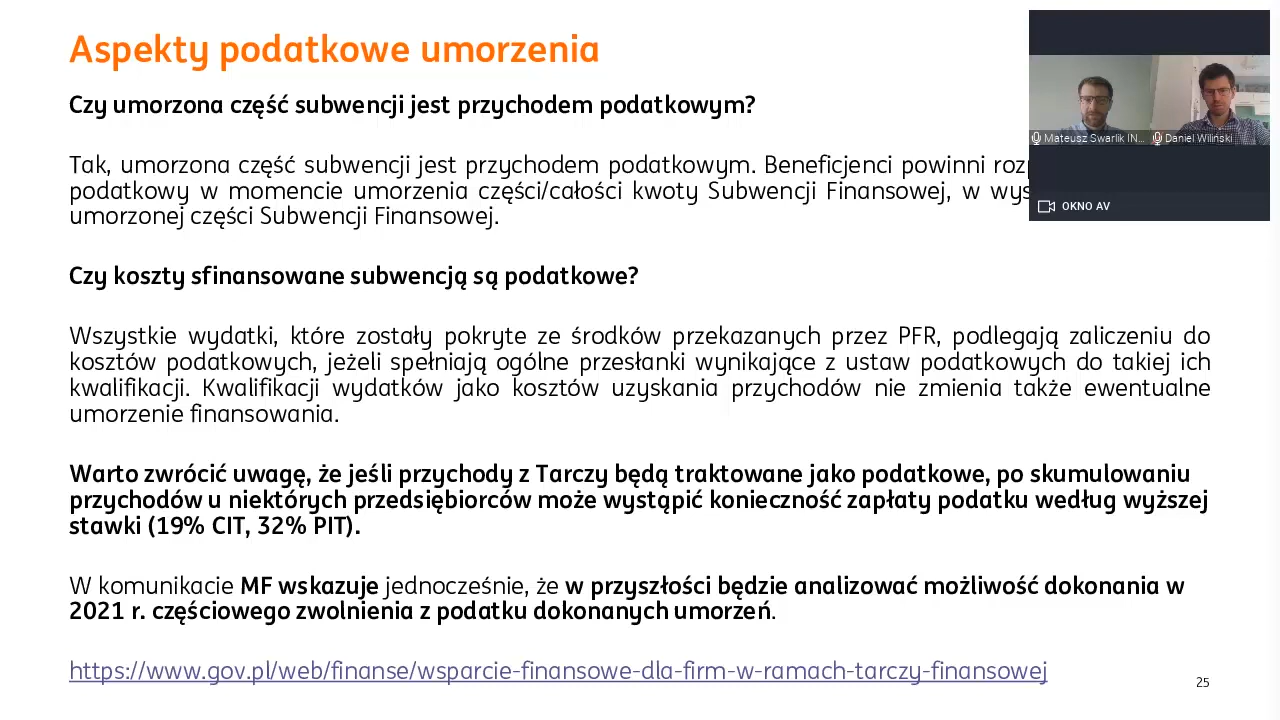 Aspekty podatkowe umorzenia
Czy umorzona część subwencji jest przychodem podatkowym?
Tak, umorzona część subwencji jest przychodem podatkowym. Beneficjenci powinni
podatkowy w momencie umorzenia części/całości kwoty Subwencji Finansowej, w
umorzonej części Subwencji Finansowej.
Czy koszty sfinansowane subwencją są podatkowe?
Wszystkie wydatki, które zostały pokryte ze środków przekazanych przez PFR, podlegają zaliczeniu do
kosztów podatkowych, jeżeli spełniają ogólne przesłanki wynikające z ustaw podatkowych do takiej ich
kwalifikacji. Kwalifikacji wydatków jako kosztów uzyskania przychodów nie zmienia także ewentualne
umorzenie finansowania.
Warto zwrócić uwagę, że jeśli przychody z Tarczy będą traktowane jako podatkowe, po skumulowaniu
przychodów u niektórych przedsiębiorców może wystąpić konieczność zapłaty podatku według wyższej
stawki (19% CIT, 32% PIT).
W komunikacie MF wskazuje jednocześnie, że w przyszłości będzie analizować możliwość dokonania w
2021 r. częściowego zwolnienia z podatku dokonanych umorzeń.
https://www.gov.pl/web/finanse/wsparcie-finansowe-dla-firm-w-ramach-tarczy-finansowej
25
Mateusz Swarlik IN...
Daniel Wiliński
OKNO AV